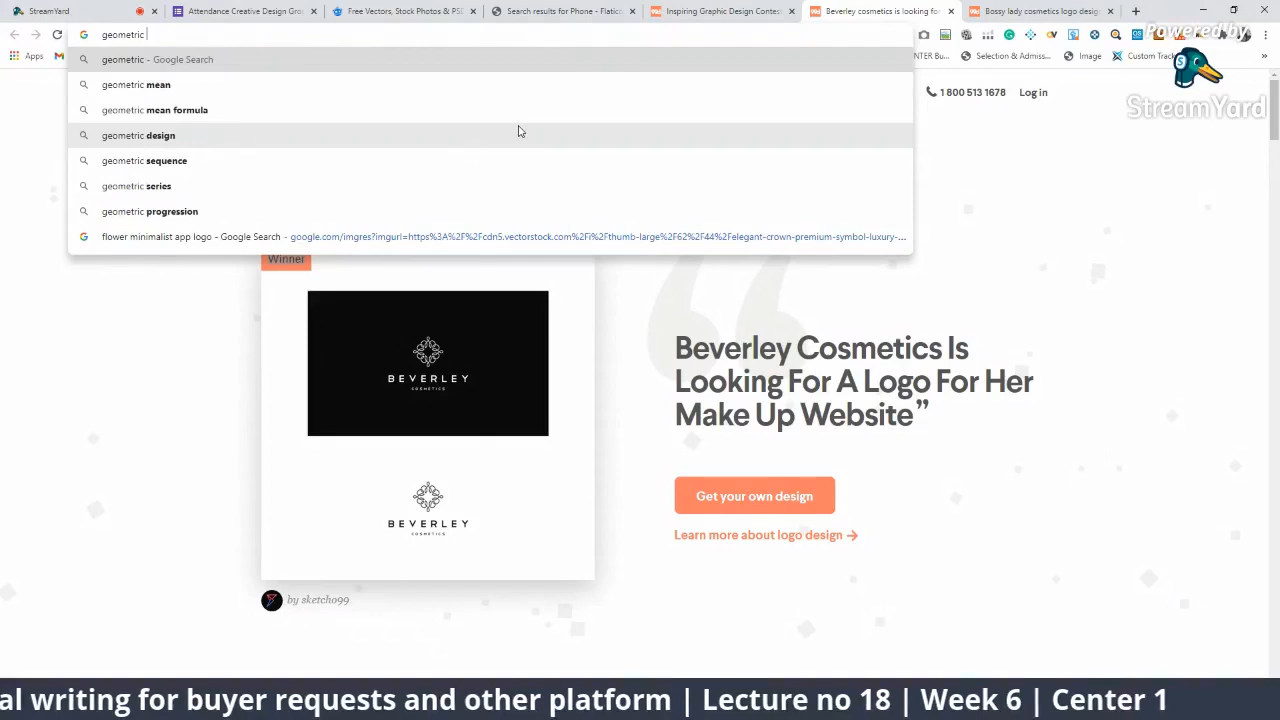 StreamYard
Attendance Creative Design Gro
Free Vectors, Stock Photos & PSD
Search results for Phone - Flatico
Inspiring Graphic Design Contes
Beverley cosmetics is looking fo
Bossy lady cosmetics logo design
geometric
Powered by
StreamYard
Apps
NTER Bu...
Selection & Admiss...
Image
Custom Track
geometric - Google Search
geometric mean
geometric mean formula
geometric design
geometric sequence
geometric series
geometric progression
flower minimalist app logo - Google Search - google.com/imgres?imgurl=https%3A%2F%2Fcdn5.vectorstock.com%2Fi%2Fthumb-large%2F62%2F44%2Felegant-crown-premium-symbol-luxury-...
1 800 513 1678
Log in
Winner
BEVERLEY
COSMETICS
BEVERLEY
COSMETICS
by sketcho99
Beverley Cosmetics Is
Looking For A Logo For Her
Make Up Website”
Get your own design
Learn more about logo design →
al writing for buyer requests and other platform | Lecture no 18 | Week 6 | Center 1